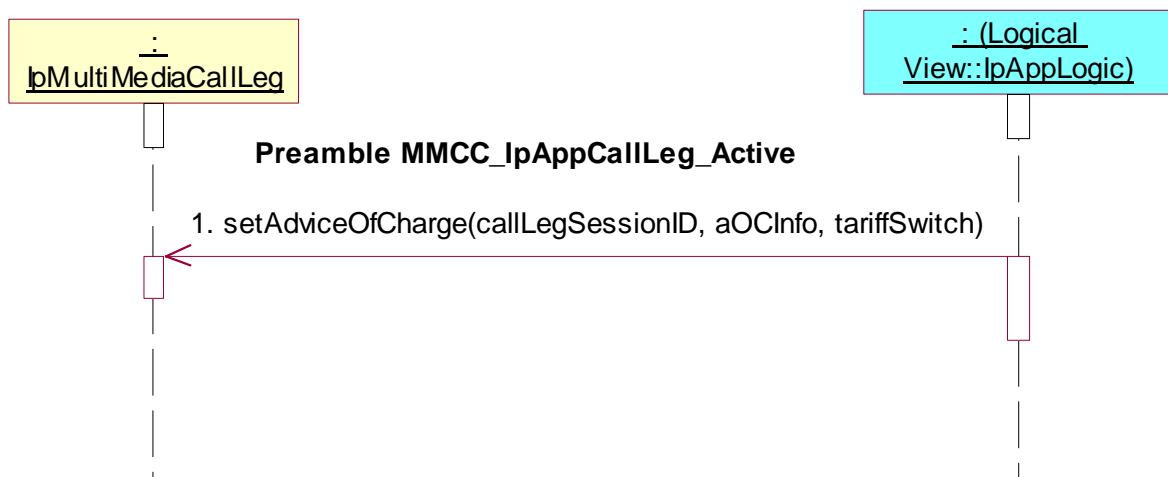 :
IpMultiMediaCallLeg
: (Logical
View::IpAppLogic)
Preamble MMCC_IpAppCallLeg_Active
1. setAdviceOfCharge(callLegSessionID, aOCInfo, tariffSwitch)